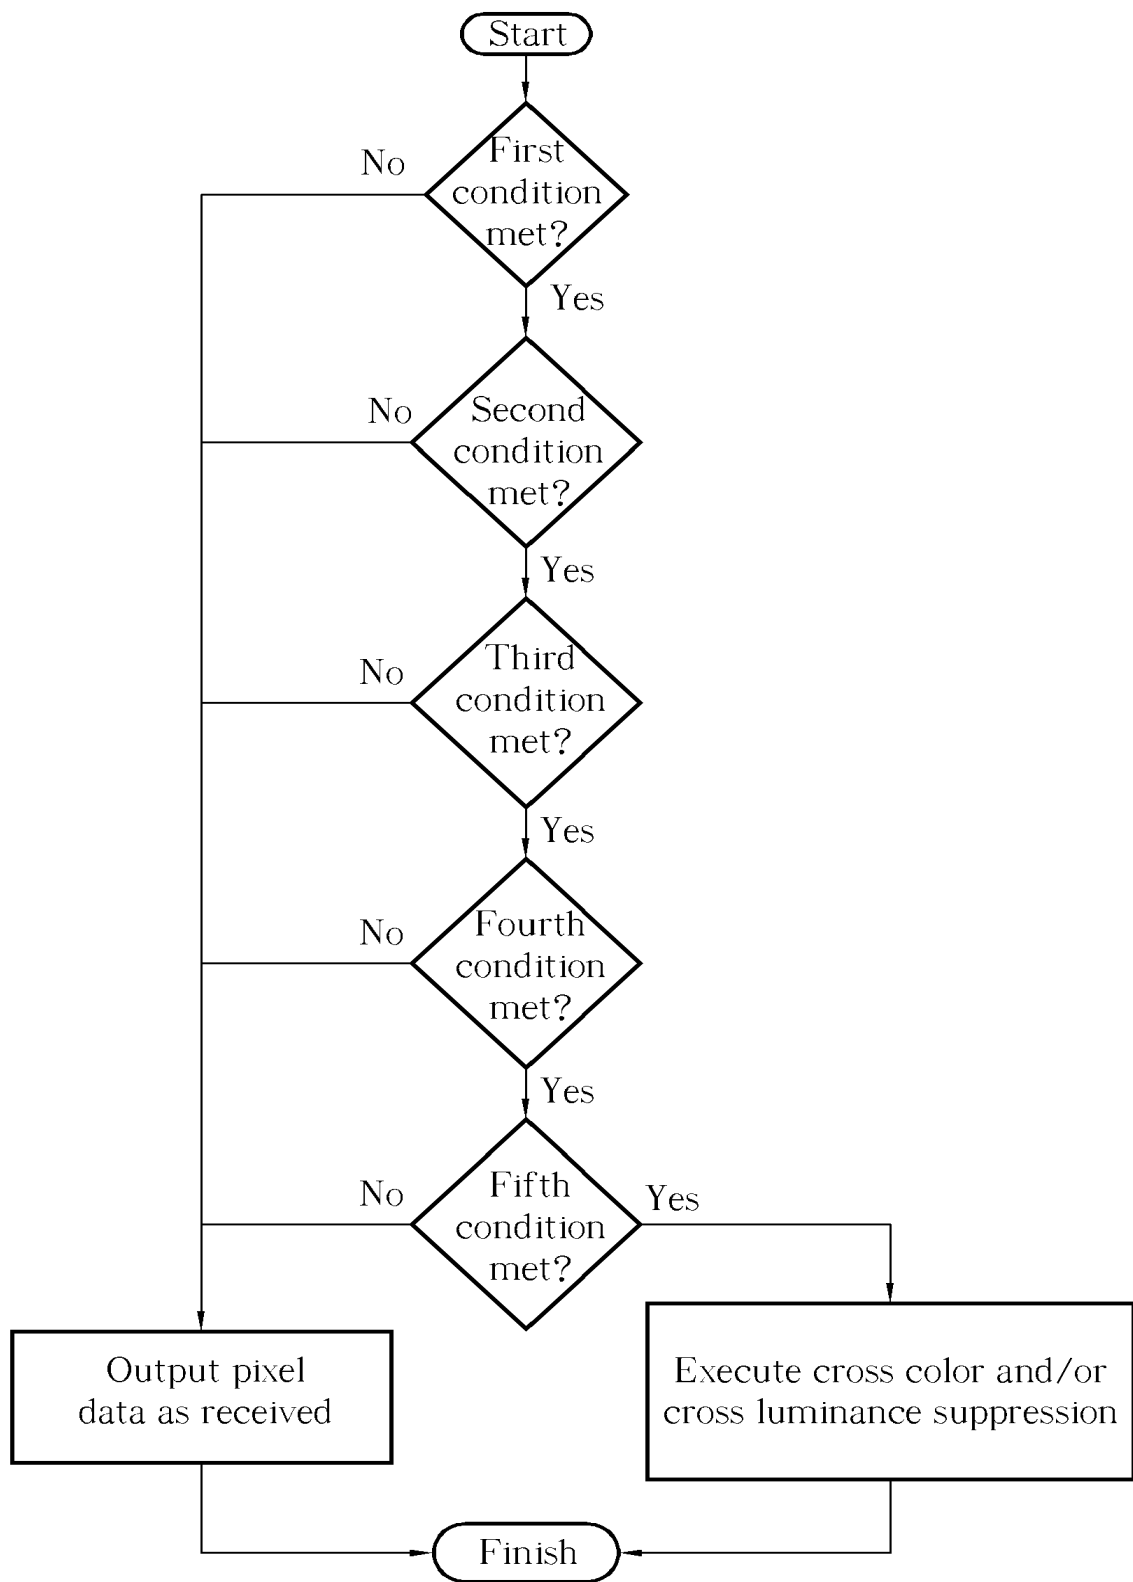 Start
First
condition
met?
No
Yes
Second
condition
met?
No
Yes
Third
condition
met?
No
Yes
Fourth
condition
met?
No
Yes
Fifth
condition
met?
No
Yes
Output pixel
data as received
Execute cross color and/or
cross luminance suppression
Finish